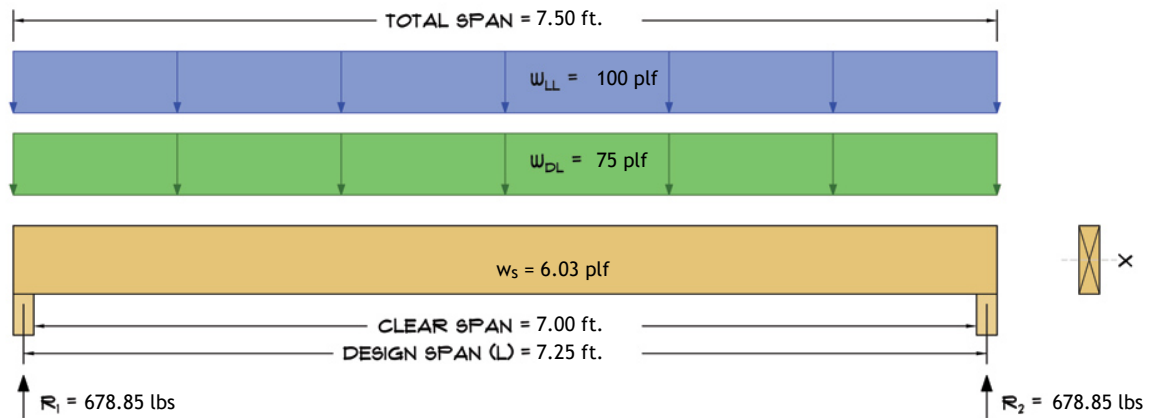 TOTAL SPAN = 7.50 ft.
WLL = 100 plf
WDL = 75 plf
ws = 6.03 plf
X
CLEAR SPAN = 7.00 ft.
DESIGN SPAN (L) = 7.25 ft.
R1 = 678.85 lbs
R2 = 678.85 lbs